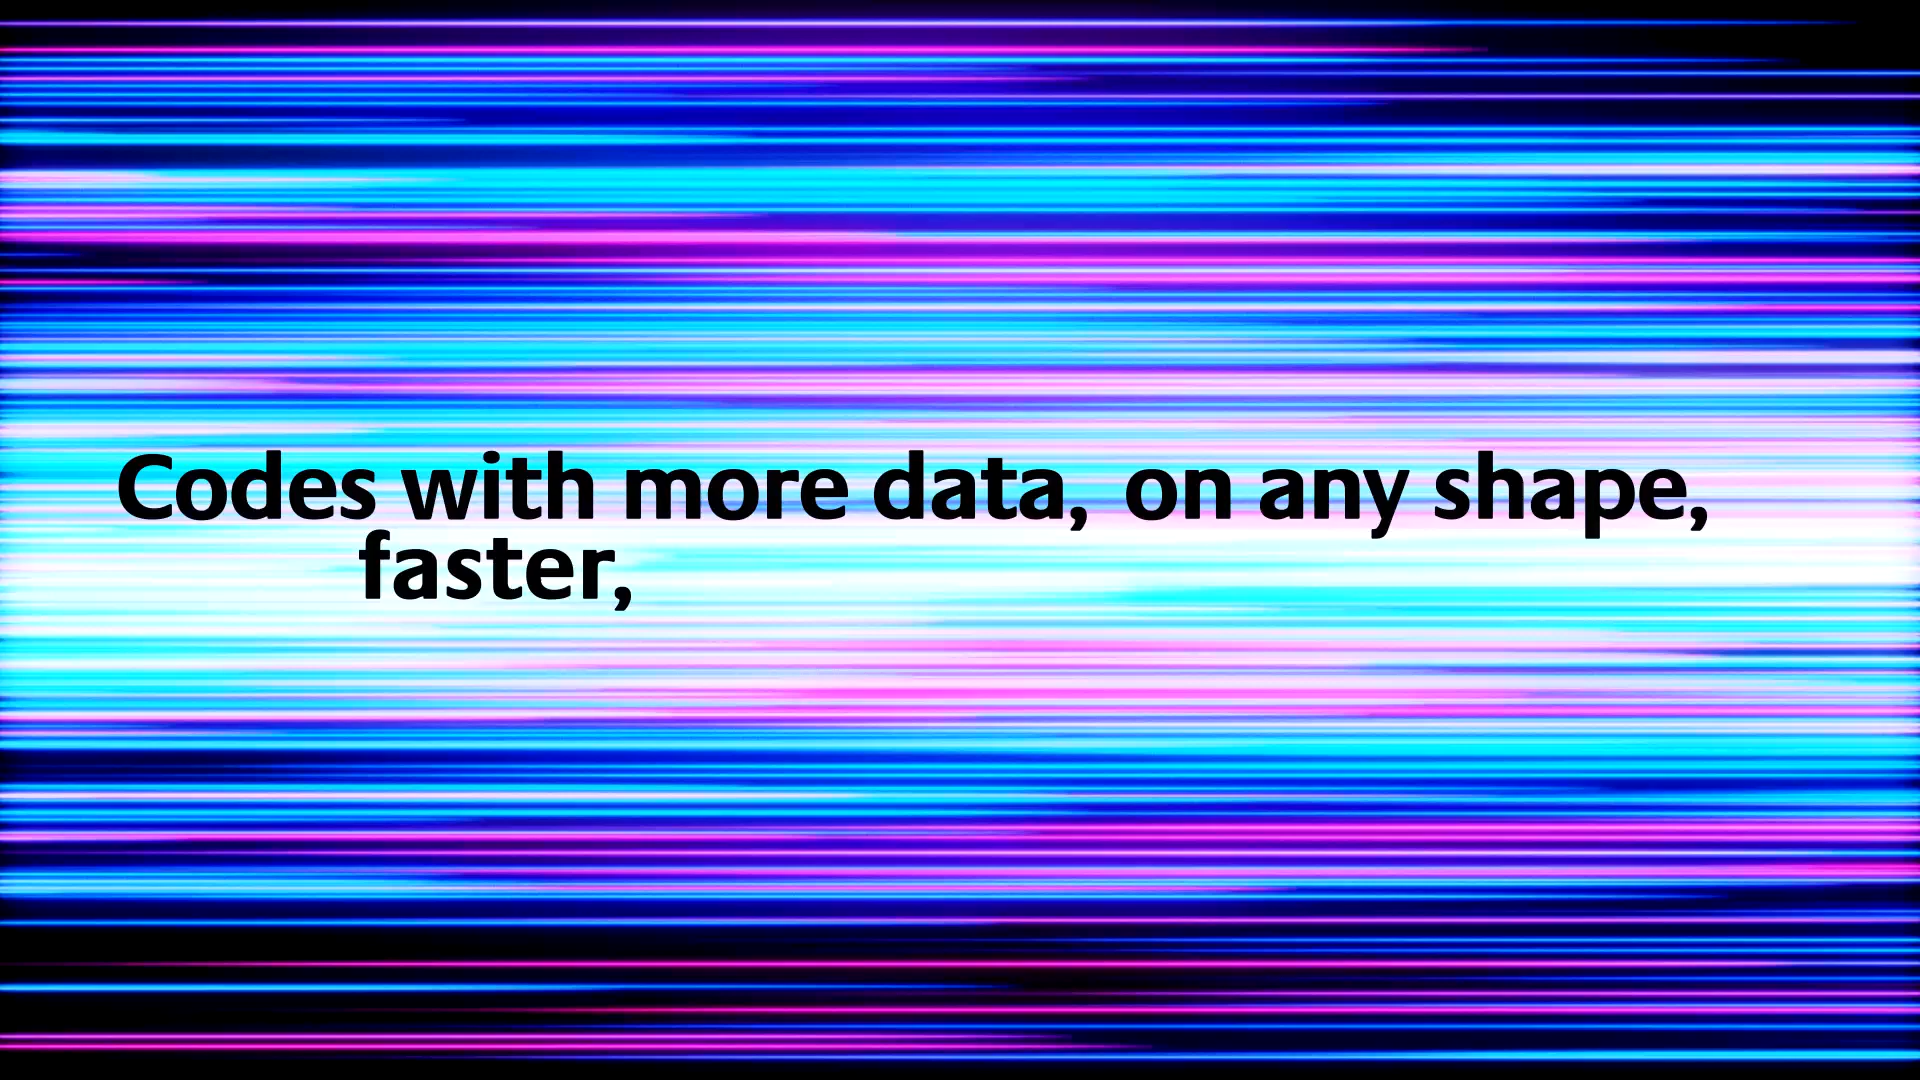 Codes with more data, on any shape,
faster,